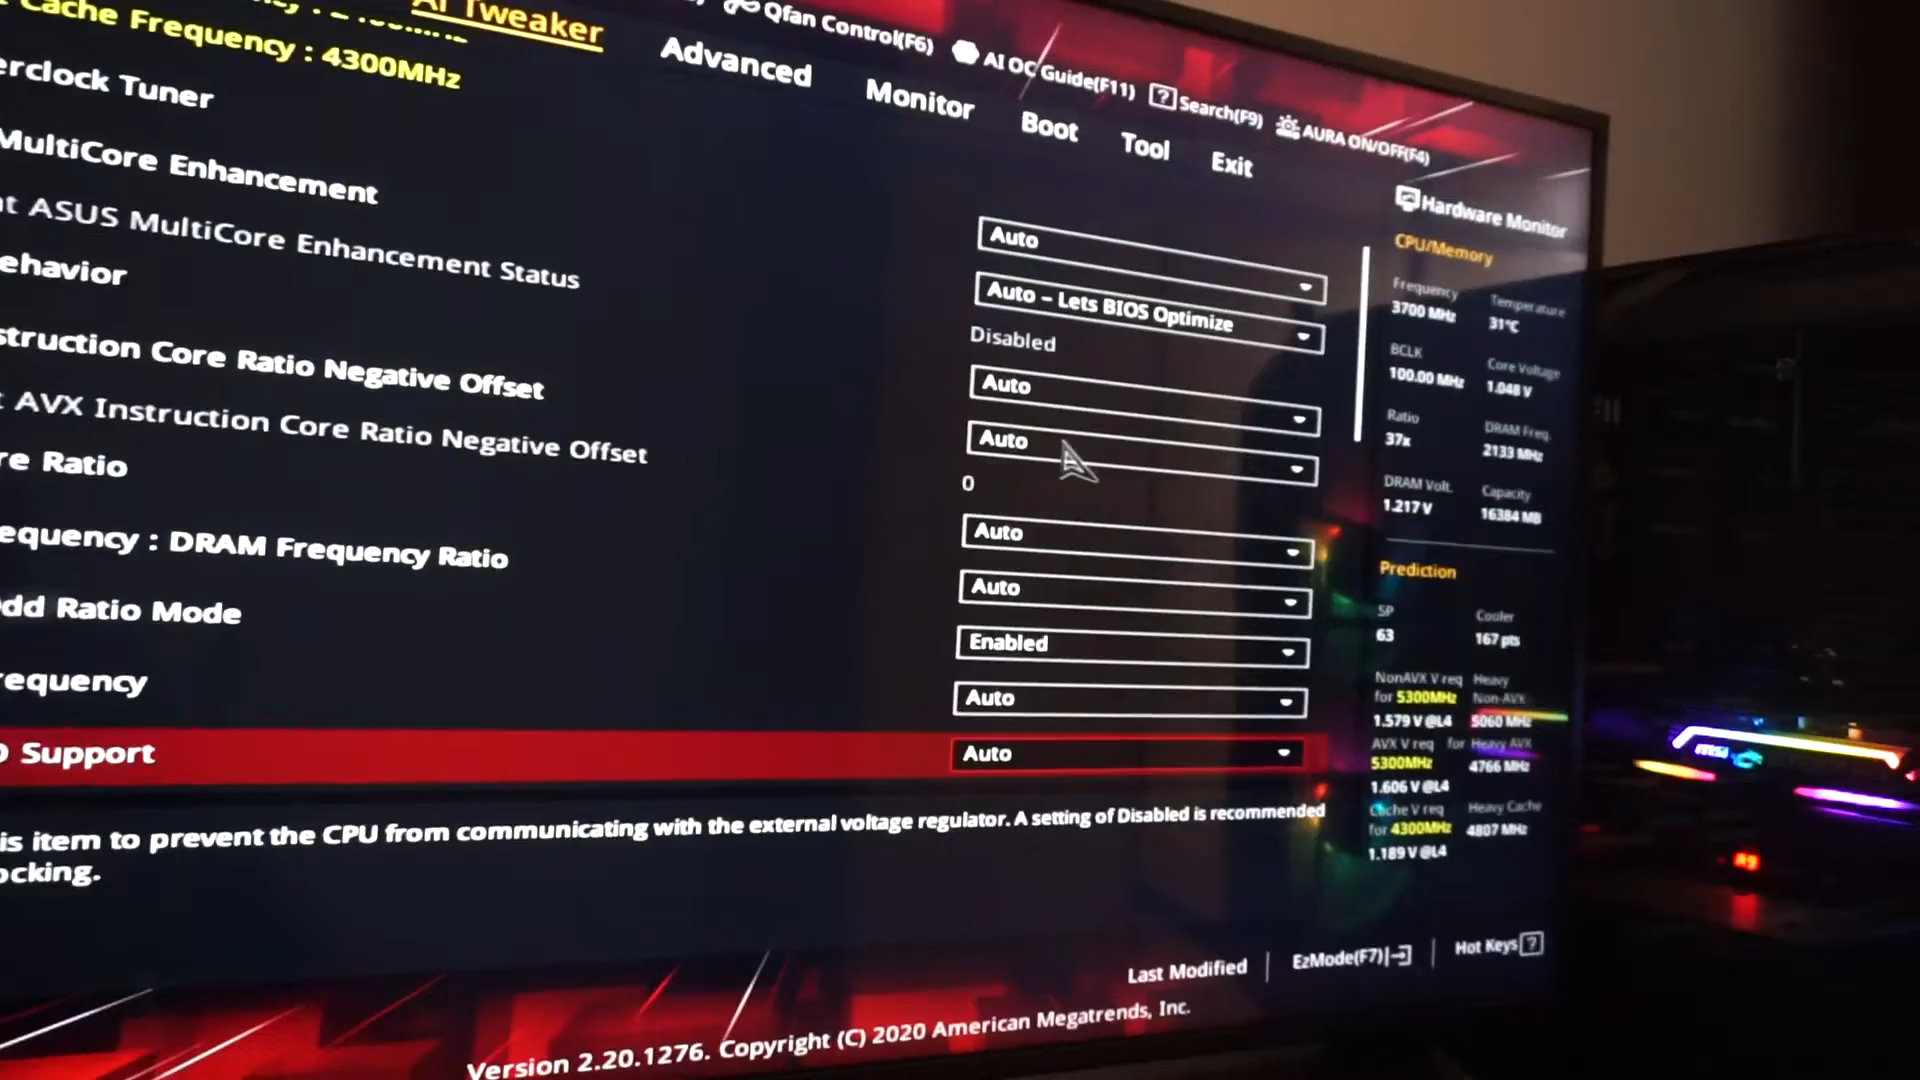 AI Tweaker
Qfan Control(F6)
AI OC Guide(F11)
? Search(F9)
AURA ON/OFF(F4)
Advanced
Monitor
Boot
Tool
Exit
Cache Frequency : 4300MHz
erclock Tuner
Auto
MultiCore Enhancement
Auto – Lets BIOS Optimize
t ASUS MultiCore Enhancement Status
Disabled
ehavior
Auto
struction Core Ratio Negative Offset
Auto
t AVX Instruction Core Ratio Negative Offset
0
re Ratio
Auto
equency : DRAM Frequency Ratio
Auto
dd Ratio Mode
Enabled
requency
Auto
D Support
Auto
is item to prevent the CPU from communicating with the external voltage regulator. A setting of Disabled is recommended
ocking.
Hardware Monitor
CPU/Memory
Frequency Temperature
3700 MHz 31°C
BCLK Core Voltage
100.00 MHz 1.048 V
Ratio DRAM Freq.
37x 2133 MHz
DRAM Volt. Capacity
1.217 V 16384 MB
Prediction
SP Cooler
63 167 pts
NonAVX V req Heavy
for 5300MHz Non-AVX
1.579 V @L4 5060 MHz
AVX V req for Heavy AVX
5300MHz 4766 MHz
1.606 V @L4
Cache V req Heavy Cache
for 4300MHz 4807 MHz
1.189 V @L4
Last Modified
EzMode(F7)
Hot Keys ?
Version 2.20.1276. Copyright (C) 2020 American Megatrends, Inc.
msi